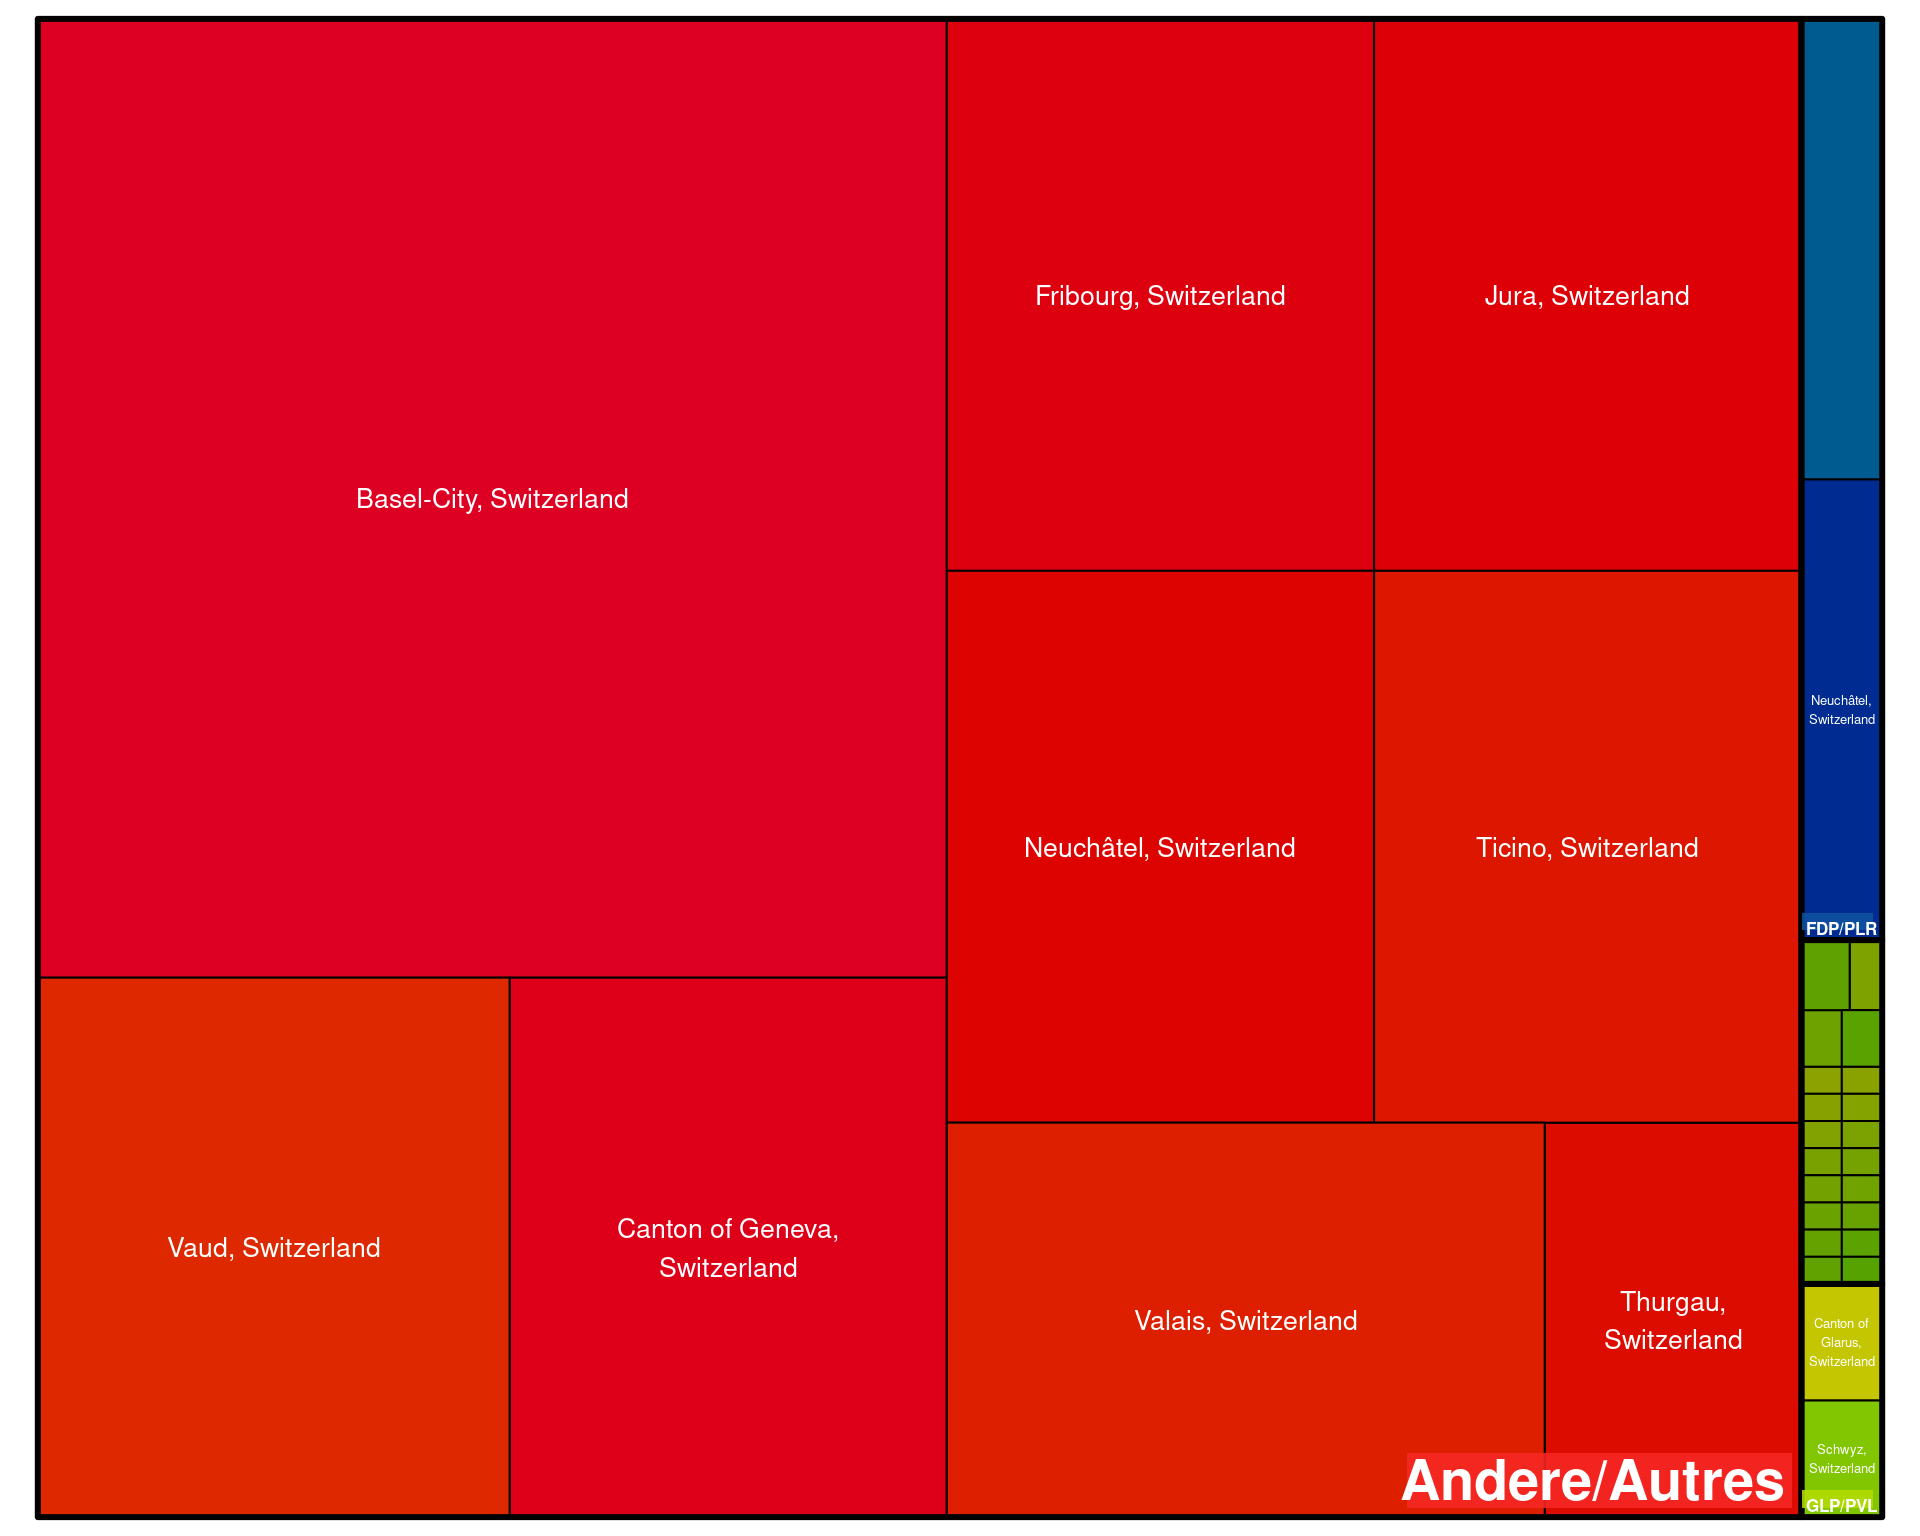 Fribourg, Switzerland
Jura, Switzerland
Basel-City, Switzerland
Neuchâtel,
Switzerland
Neuchâtel, Switzerland
Ticino, Switzerland
FDP/PLR
Vaud, Switzerland
Canton of Geneva,
Switzerland
Valais, Switzerland
Thurgau,
Switzerland
Canton of
Glarus,
Switzerland
Schwyz,
Switzerland
Andere/Autres
GLP/PVL